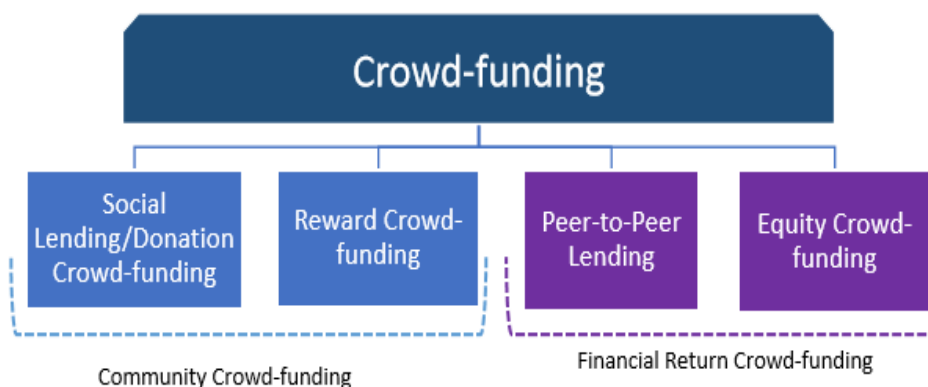 Crowd-funding
Social
Lending/Donation
Crowd-funding
Reward Crowd-
funding
Peer-to-Peer
Lending
Equity Crowd-
funding
Community Crowd-funding
Financial Return Crowd-funding